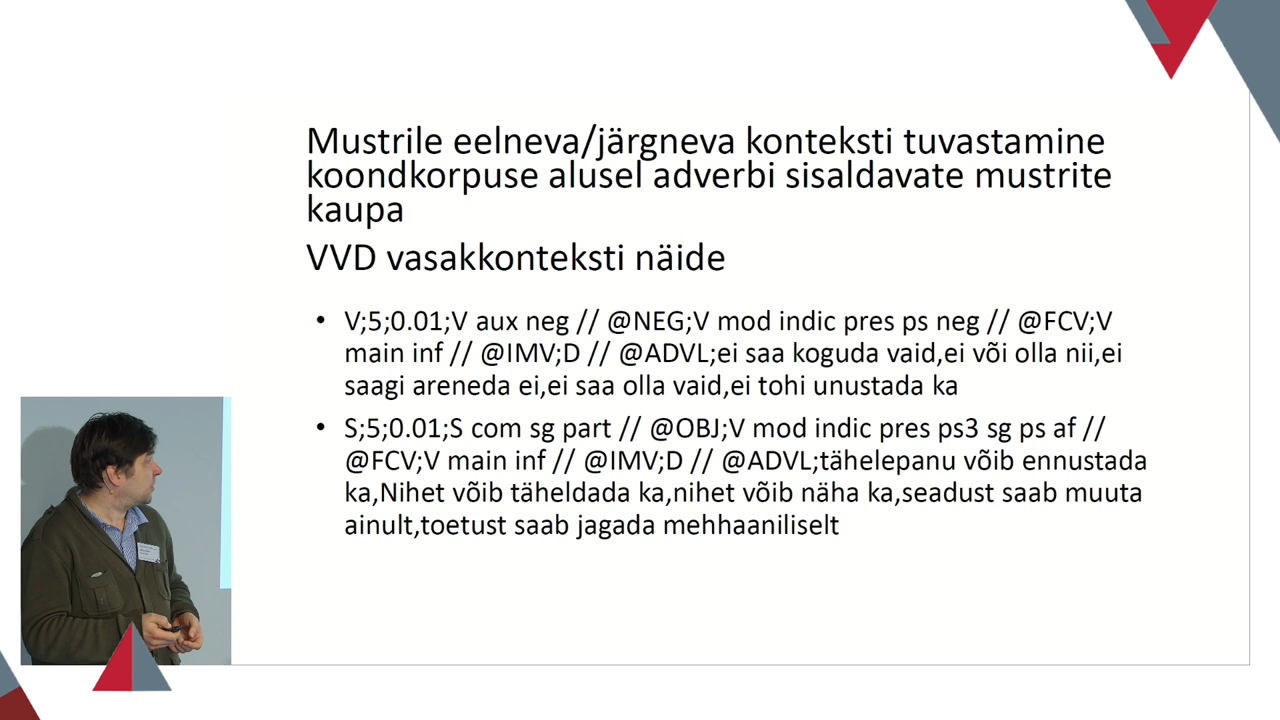 Mustrile eelneva/järgneva konteksti tuvastamine
koondkorpuse alusel adverbi sisaldavate mustrite
kaupa
VVD vasakkonteksti näide
• V;5;0.01;V aux neg // @NEG;V mod indic pres ps neg // @FCV;V
main inf // @IMV;D // @ADVL;ei saa koguda vaid,ei või olla nii,ei
saagi areneda ei,ei saa olla vaid,ei tohi unustada ka
• S;5;0.01;S com sg part // @OBJ;V mod indic pres ps3 sg ps af //
@FCV;V main inf // @IMV;D // @ADVL;tähelepanu võib ennustada
ka,Nihet võib täheldada ka,nihet võib näha ka,seadust saab muuta
ainult,toetust saab jagada mehhaaniliselt